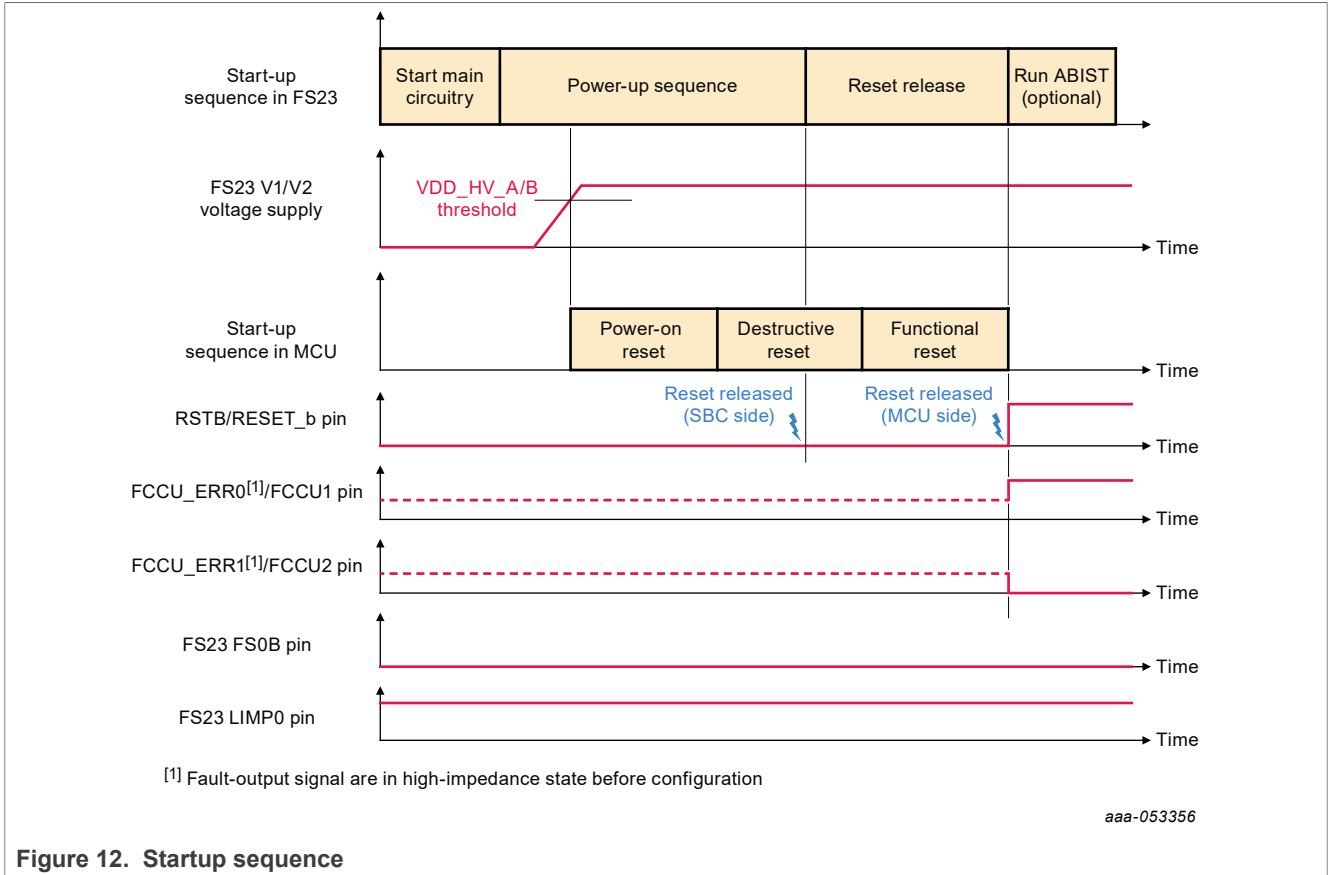 Start-up
sequence in FS23
Start main
circuitry
Power-up sequence
Reset release
Run ABIST
(optional)
FS23 V1/V2
voltage supply
VDD_HV_A/B
threshold
Time
Start-up
sequence in MCU
Power-on
reset
Destructive
reset
Functional
reset
Time
RSTB/RESET_b pin
Reset released
(SBC side)
Reset released
(MCU side)
Time
FCCU_ERR0[1]/FCCU1 pin
Time
FCCU_ERR1[1]/FCCU2 pin
Time
FS23 FS0B pin
Time
FS23 LIMP0 pin
Time
[1] Fault-output signal are in high-impedance state before configuration
aaa-053356
Figure 12. Startup sequence